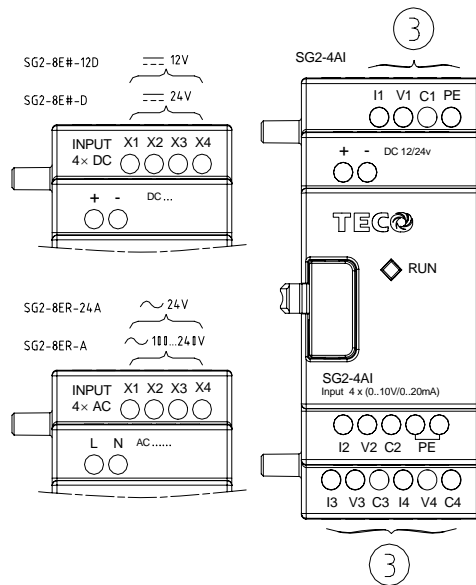 SG2-8E#-12D 12V
SG2-8E#-D 24V
INPUT X1 X2 X3 X4
4× DC
+ - DC...
SG2-8ER-24A 24V
SG2-8ER-A 100...240V
INPUT X1 X2 X3 X4
4× AC
L N AC......
3
SG2-4AI
I1 V1 C1 PE
+ - DC 12/24v
TECO
RUN
SG2-4AI
Input 4 x (0..10V/0..20mA)
I2 V2 C2 PE
I3 V3 C3 I4 V4 C4
3